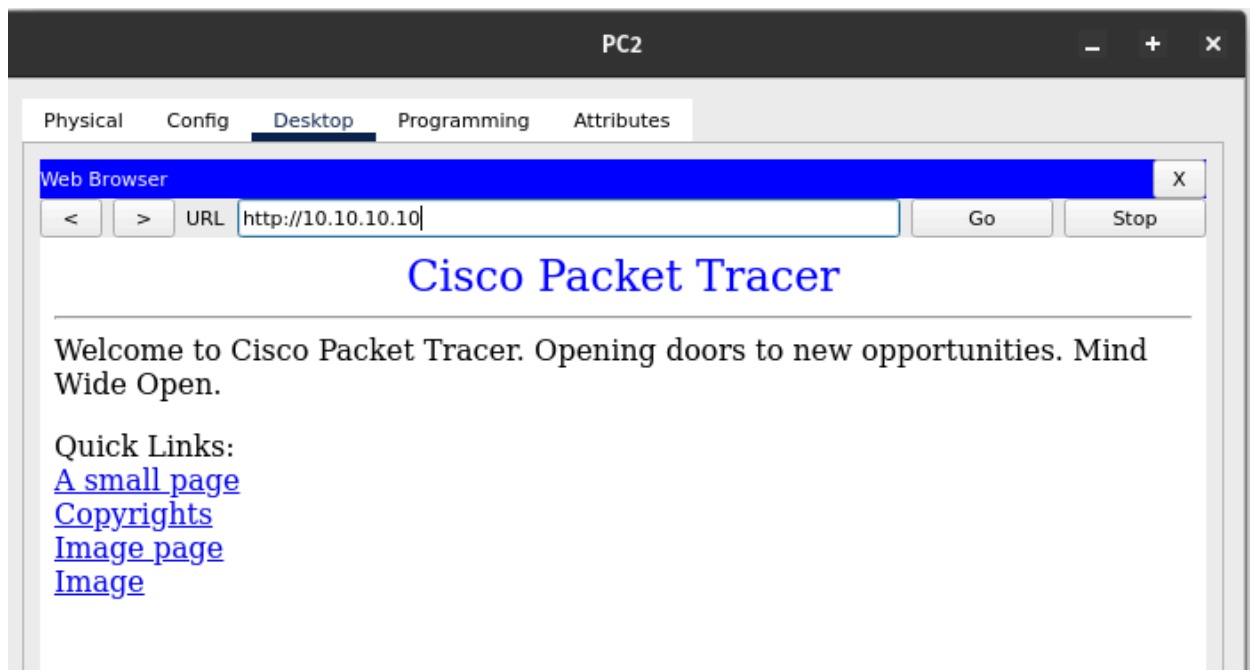 PC2
Physical Config Desktop Programming Attributes
Web Browser X
< > URL http://10.10.10.10 Go Stop
Cisco Packet Tracer
Welcome to Cisco Packet Tracer. Opening doors to new opportunities. Mind
Wide Open.
Quick Links:
A small page
Copyrights
Image page
Image